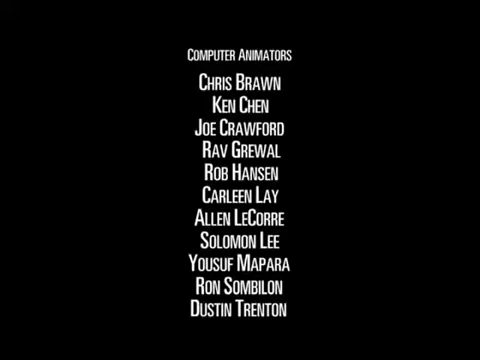 Computer Animators
Chris Brawn
Ken Chen
Joe Crawford
Rav Grewal
Rob Hansen
Carleen Lay
Allen LeCorre
Solomon Lee
Yousuf Mapara
Ron Sombilon
Dustin Trenton